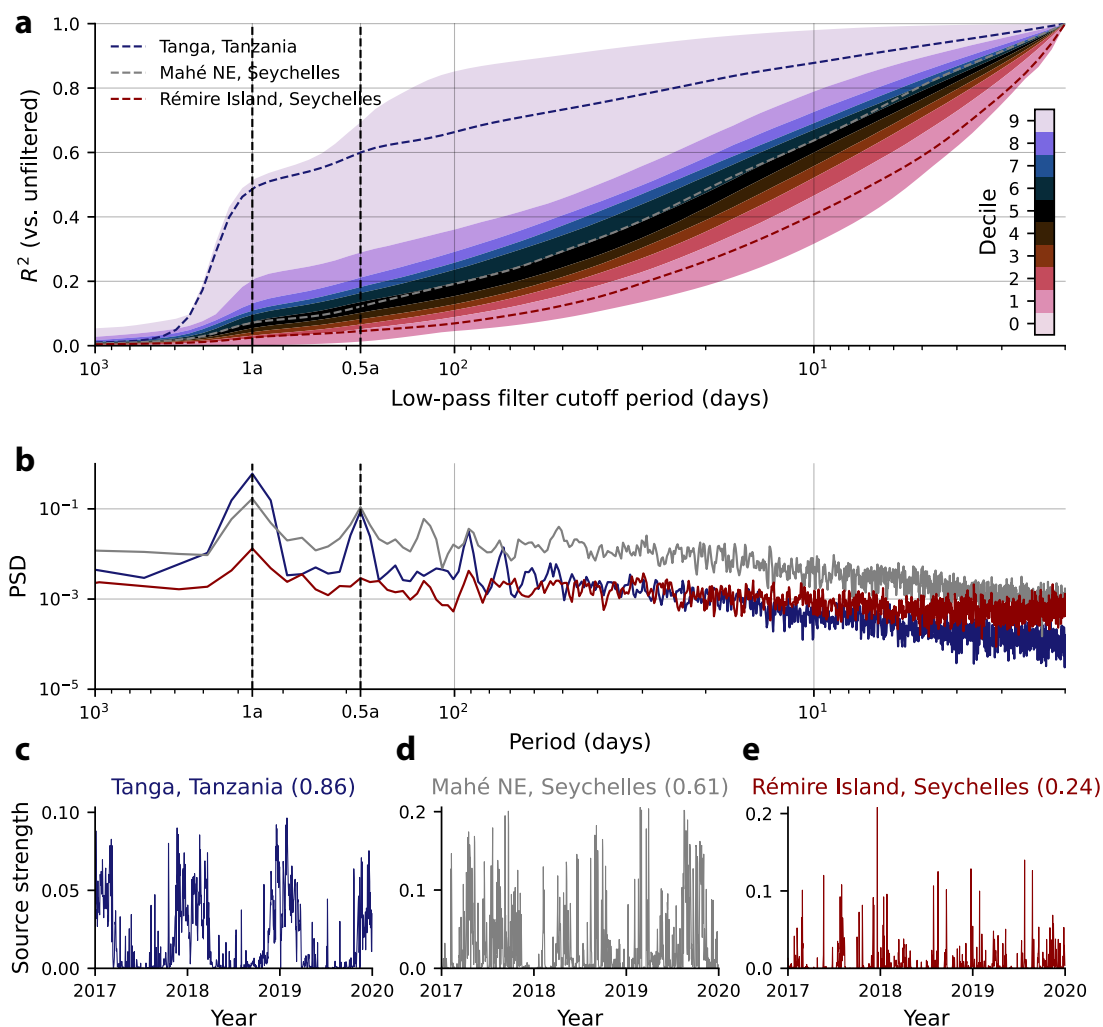 a
1.0
0.8
0.6
0.4
0.2
0.0
R² (vs. unfiltered)
Tanga, Tanzania
Mahé NE, Seychelles
Rémire Island, Seychelles
Decile
9
8
7
6
5
4
3
2
1
0
10³
1a
0.5a
10²
10¹
Low-pass filter cutoff period (days)
b
PSD
10⁻¹
10⁻³
10⁻⁵
10³
1a
0.5a
10²
10¹
Period (days)
c
Tanga, Tanzania (0.86)
Source strength
0.10
0.05
0.00
2017
2018
2019
2020
Year
d
Mahé NE, Seychelles (0.61)
0.2
0.1
0.0
2017
2018
2019
2020
Year
e
Rémire Island, Seychelles (0.24)
0.2
0.1
0.0
2017
2018
2019
2020
Year